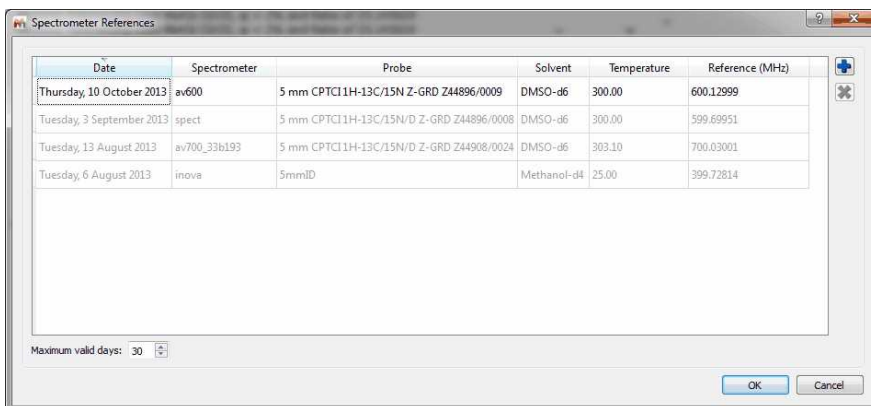 Spectrometer References
Date Spectrometer Probe Solvent Temperature Reference (MHz)
Thursday, 10 October 2013 av600 5 mm CPTCI 1H-13C/15N Z-GRD Z44896/0009 DMSO-d6 300.00 600.12999
Tuesday, 3 September 2013 spect 5 mm CPTCI 1H-13C/15N/D Z-GRD Z44896/0008 DMSO-d6 300.00 599.69951
Tuesday, 13 August 2013 av700_33b193 5 mm CPTCI 1H-13C/15N/D Z-GRD Z44908/0024 DMSO-d6 303.10 700.03001
Tuesday, 6 August 2013 inova 5mmID Methanol-d4 25.00 399.72814
Maximum valid days: 30
OK Cancel